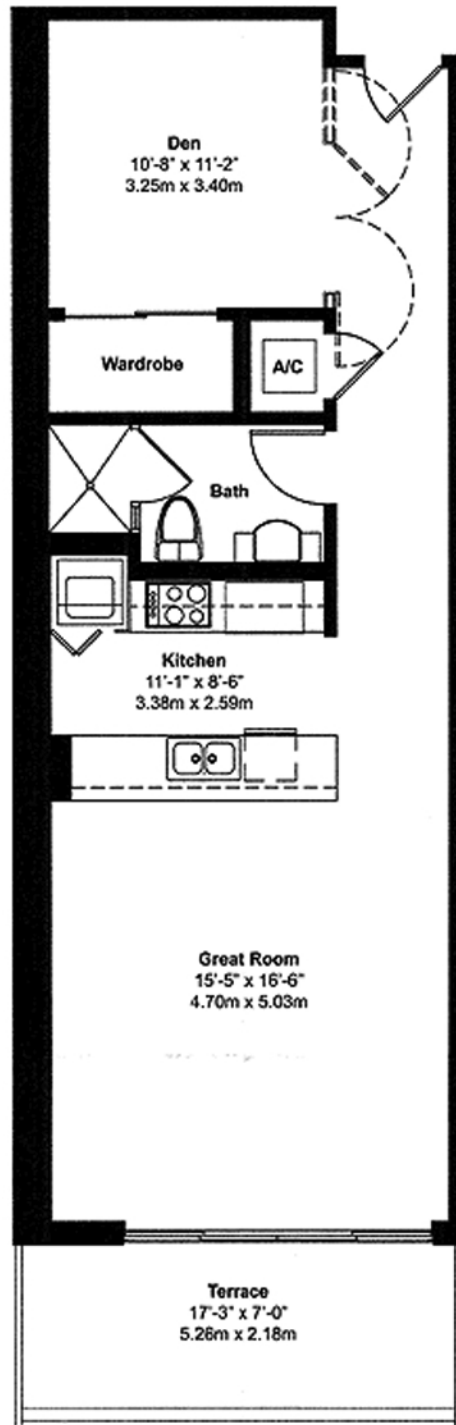 Den
10'-8" x 11'-2"
3.25m x 3.40m
Wardrobe
A/C
Bath
Kitchen
11'-1" x 8'-6"
3.38m x 2.59m
Great Room
15'-5" x 16'-6"
4.70m x 5.03m
Terrace
17'-3" x 7'-0"
5.26m x 2.18m